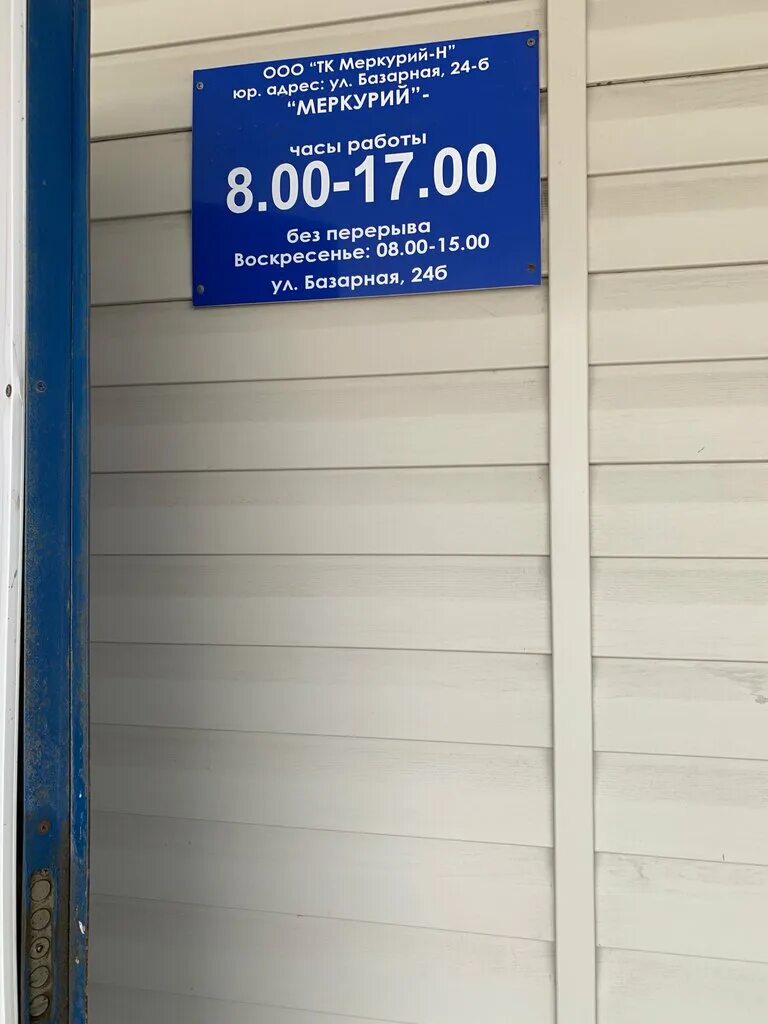 ООО "ТК Меркурий-Н"
юр. адрес: ул. Базарная, 24-б
"МЕРКУРИЙ"-
часы работы
8.00-17.00
без перерыва
Воскресенье: 08.00-15.00
ул. Базарная, 24б